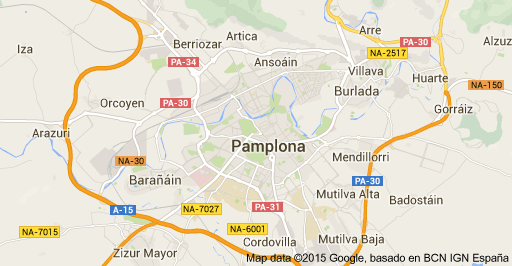 Artica
Arre
Iza
Berriozar
PA-30
Alzuz
NA-2517
PA-34
Ansoáin
Villava
Huarte
NA-150
Orcoyen
PA-30
Burlada
Gorráiz
Arazuri
Pamplona
NA-30
Mendillorri
Barañáin
PA-30
Mutilva Alta
Badostáin
A-15
NA-7027
PA-31
NA-7015
NA-6001
Cordovilla
Mutilva Baja
Zizur Mayor
Map data ©2015 Google, basado en BCN IGN España